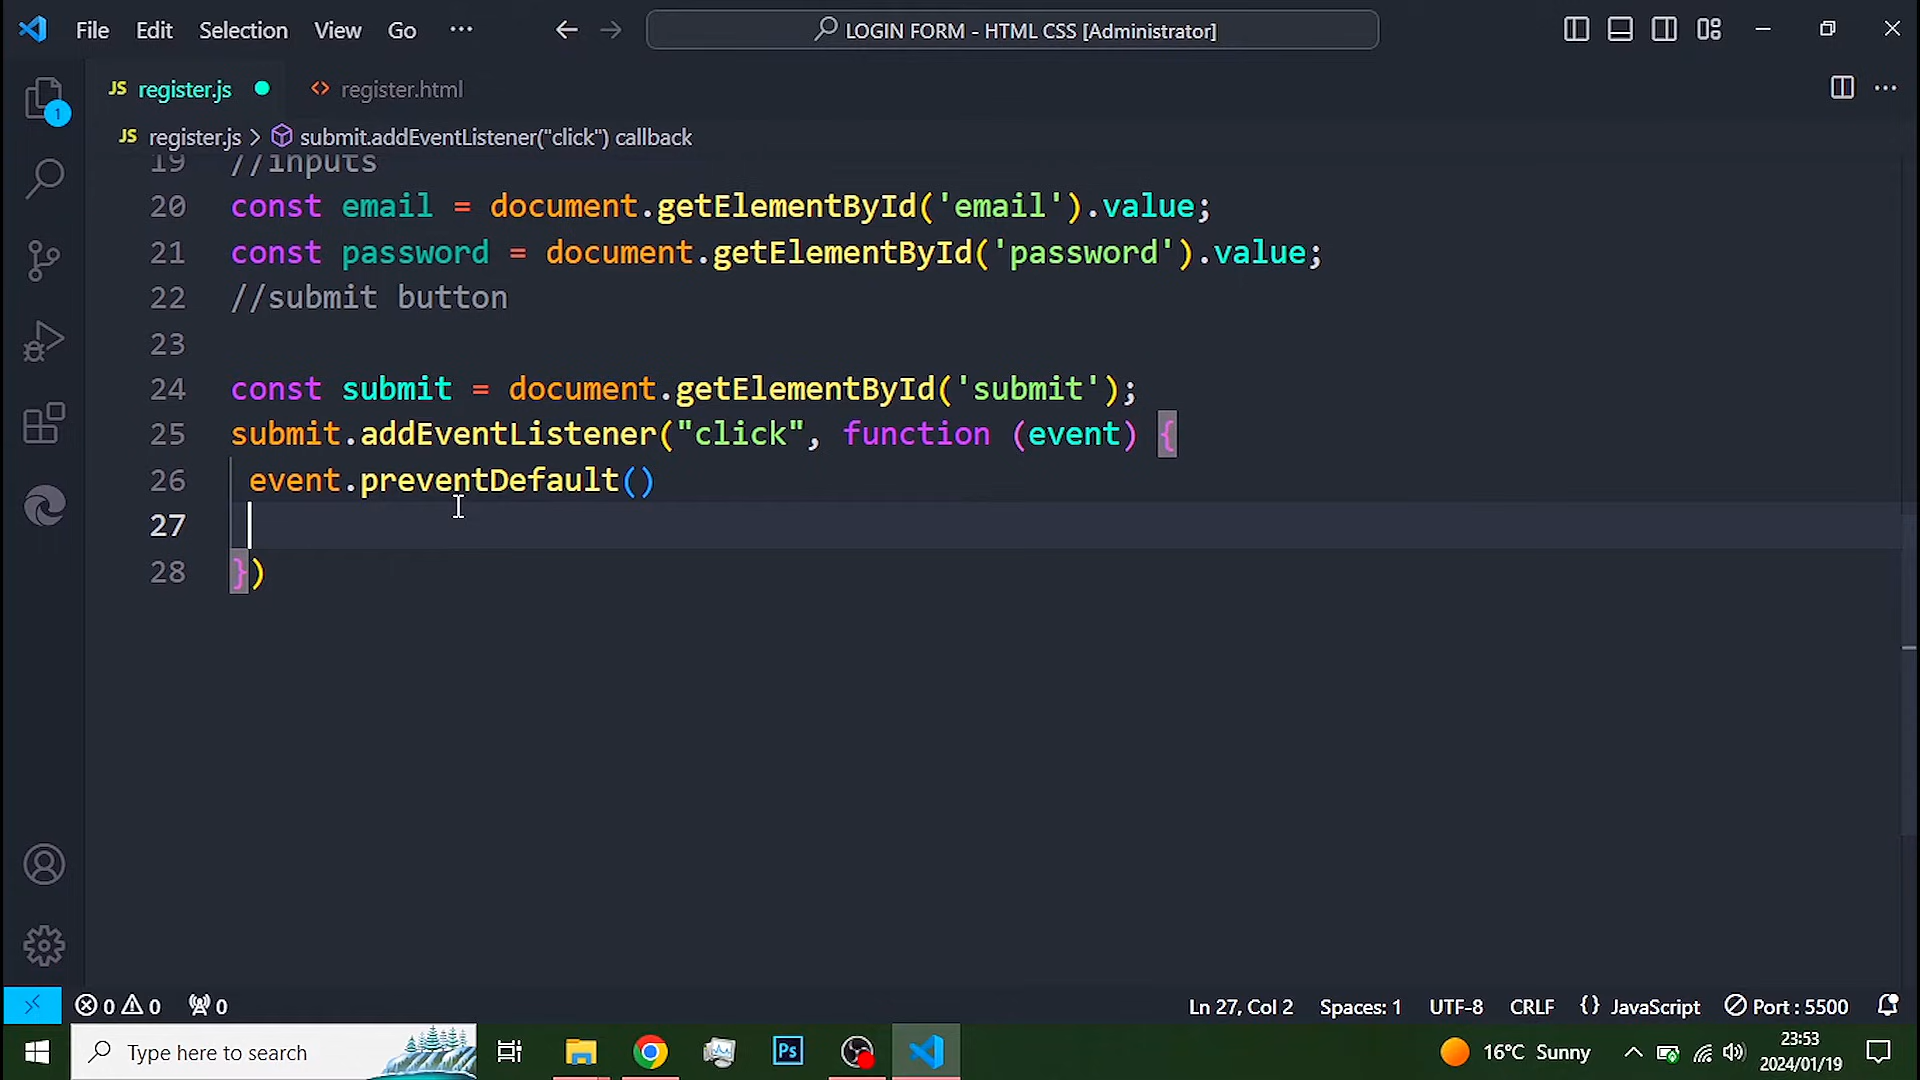 File Edit Selection View Go ··· LOGIN FORM - HTML CSS [Administrator]
JS register.js <> register.html
1
JS register.js > submit.addEventListener("click") callback
19 //inputs
20 const email = document.getElementById('email').value;
21 const password = document.getElementById('password').value;
22 //submit button
23
24 const submit = document.getElementById('submit');
25 submit.addEventListener("click", function (event) {
26 event.preventDefault()
27
28 })
0 0 0 Ln 27, Col 2 Spaces: 1 UTF-8 CRLF {} JavaScript Port : 5500
Type here to search Ps 16°C Sunny 23:53
2024/01/19